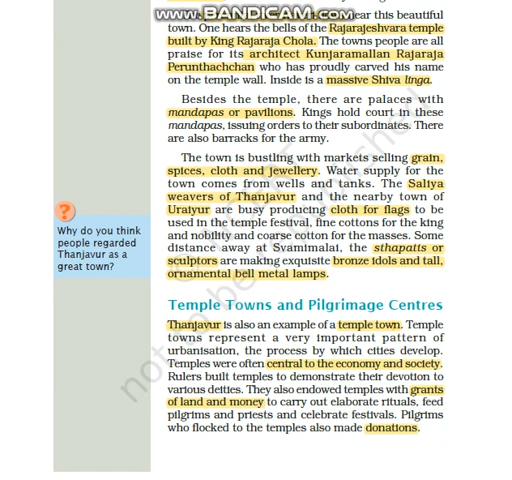 www.BANDICAM.com
ear this beautiful
town. One hears the bells of the Rajarajeshvara temple
built by King Rajaraja Chola. The towns people are all
praise for its architect Kunjaramallan Rajaraja
Perunthachchan who has proudly carved his name
on the temple wall. Inside is a massive Shiva linga.
Besides the temple, there are palaces with
mandapas or pavilions. Kings hold court in these
mandapas, issuing orders to their subordinates. There
are also barracks for the army.
The town is bustling with markets selling grain,
spices, cloth and jewellery. Water supply for the
town comes from wells and tanks. The Saliya
weavers of Thanjavur and the nearby town of
Uraiyur are busy producing cloth for flags to be
used in the temple festival, fine cottons for the king
and nobility and coarse cotton for the masses. Some
distance away at Svamimalai, the sthapatis or
sculptors are making exquisite bronze idols and tall,
ornamental bell metal lamps.
?
Why do you think
people regarded
Thanjavur as a
great town?
Temple Towns and Pilgrimage Centres
Thanjavur is also an example of a temple town. Temple
towns represent a very important pattern of
urbanisation, the process by which cities develop.
Temples were often central to the economy and society.
Rulers built temples to demonstrate their devotion to
various deities. They also endowed temples with grants
of land and money to carry out elaborate rituals, feed
pilgrims and priests and celebrate festivals. Pilgrims
who flocked to the temples also made donations.